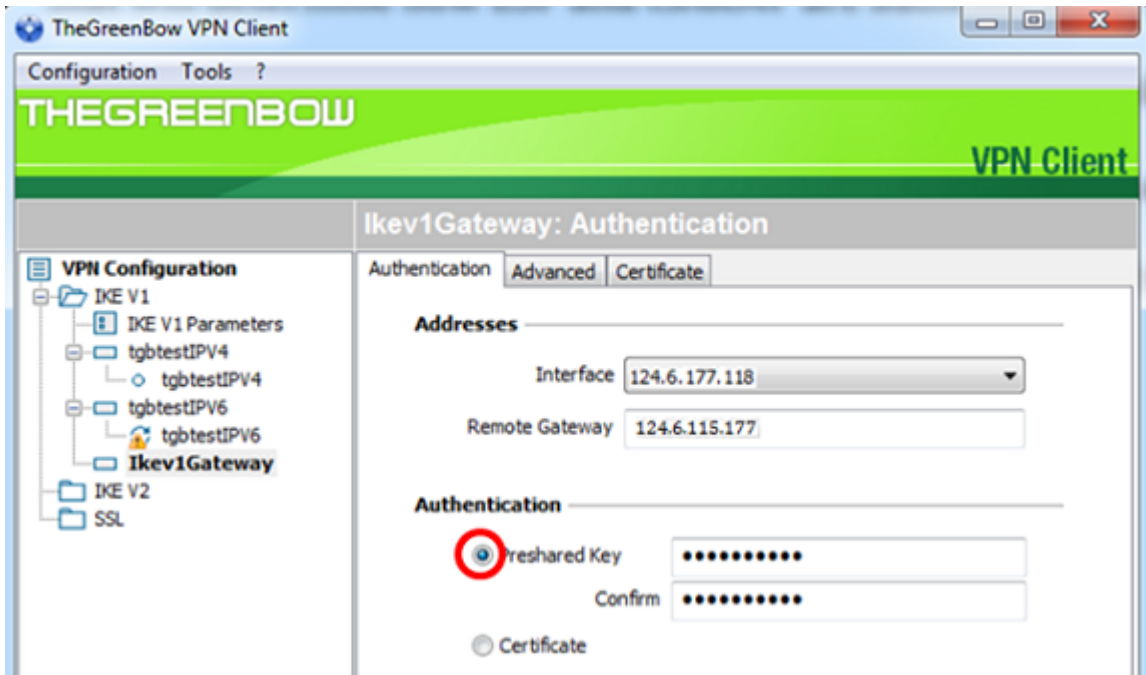 TheGreenBow VPN Client
Configuration Tools ?
THEGREENBOW
VPN Client
Ikev1Gateway: Authentication
VPN Configuration
IKE V1
IKE V1 Parameters
tgbtestIPV4
tgbtestIPV4
tgbtestIPV6
tgbtestIPV6
Ikev1Gateway
IKE V2
SSL
Authentication Advanced Certificate
Addresses
Interface 124.6.177.118
Remote Gateway 124.6.115.177
Authentication
Preshared Key ••••••••••
Confirm ••••••••••
Certificate